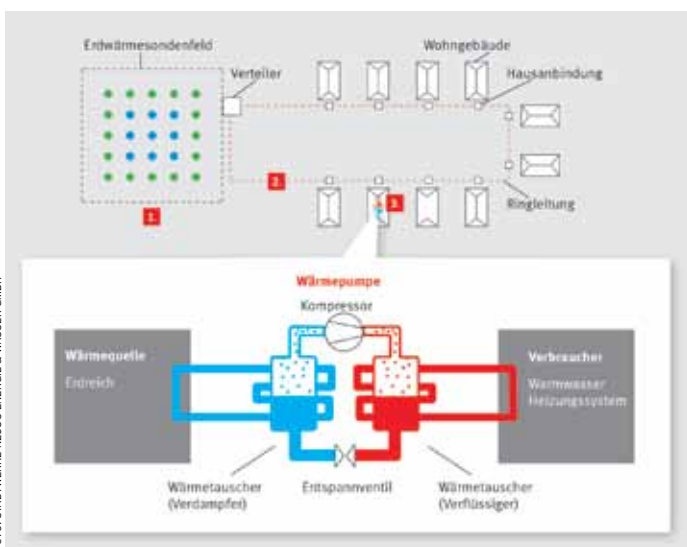 Erdwärmesondenfeld
Wohngebäude
Verteiler
Hausanbindung
2
1
3
Ringleitung
Wärmepumpe
Kompressor
Wärmequelle
Erdreich
Verbraucher
Warmwasser
Heizungssystem
Wärmetauscher
(Verdampfer)
Entspannventil
Wärmetauscher
(Verflüssiger)